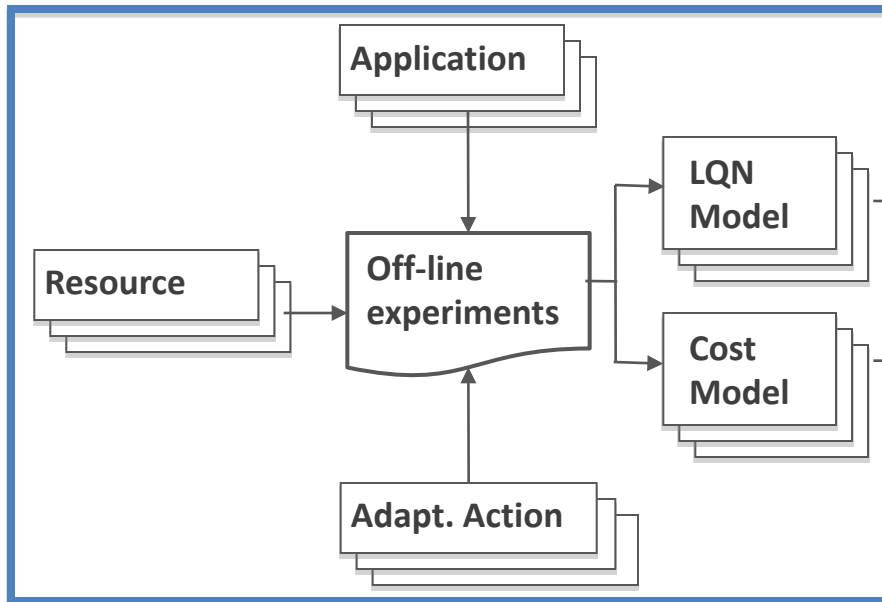 Application
LQN
Model
Off-line
experiments
Resource
Cost
Model
Adapt. Action